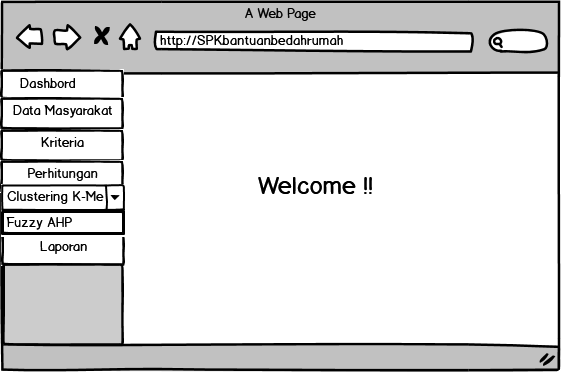 A Web Page
http://SPKbantuanbedahrumah
Dashbord
Data Masyarakat
Kriteria
Perhitungan
Clustering K-Me
Fuzzy AHP
Laporan
Welcome !!